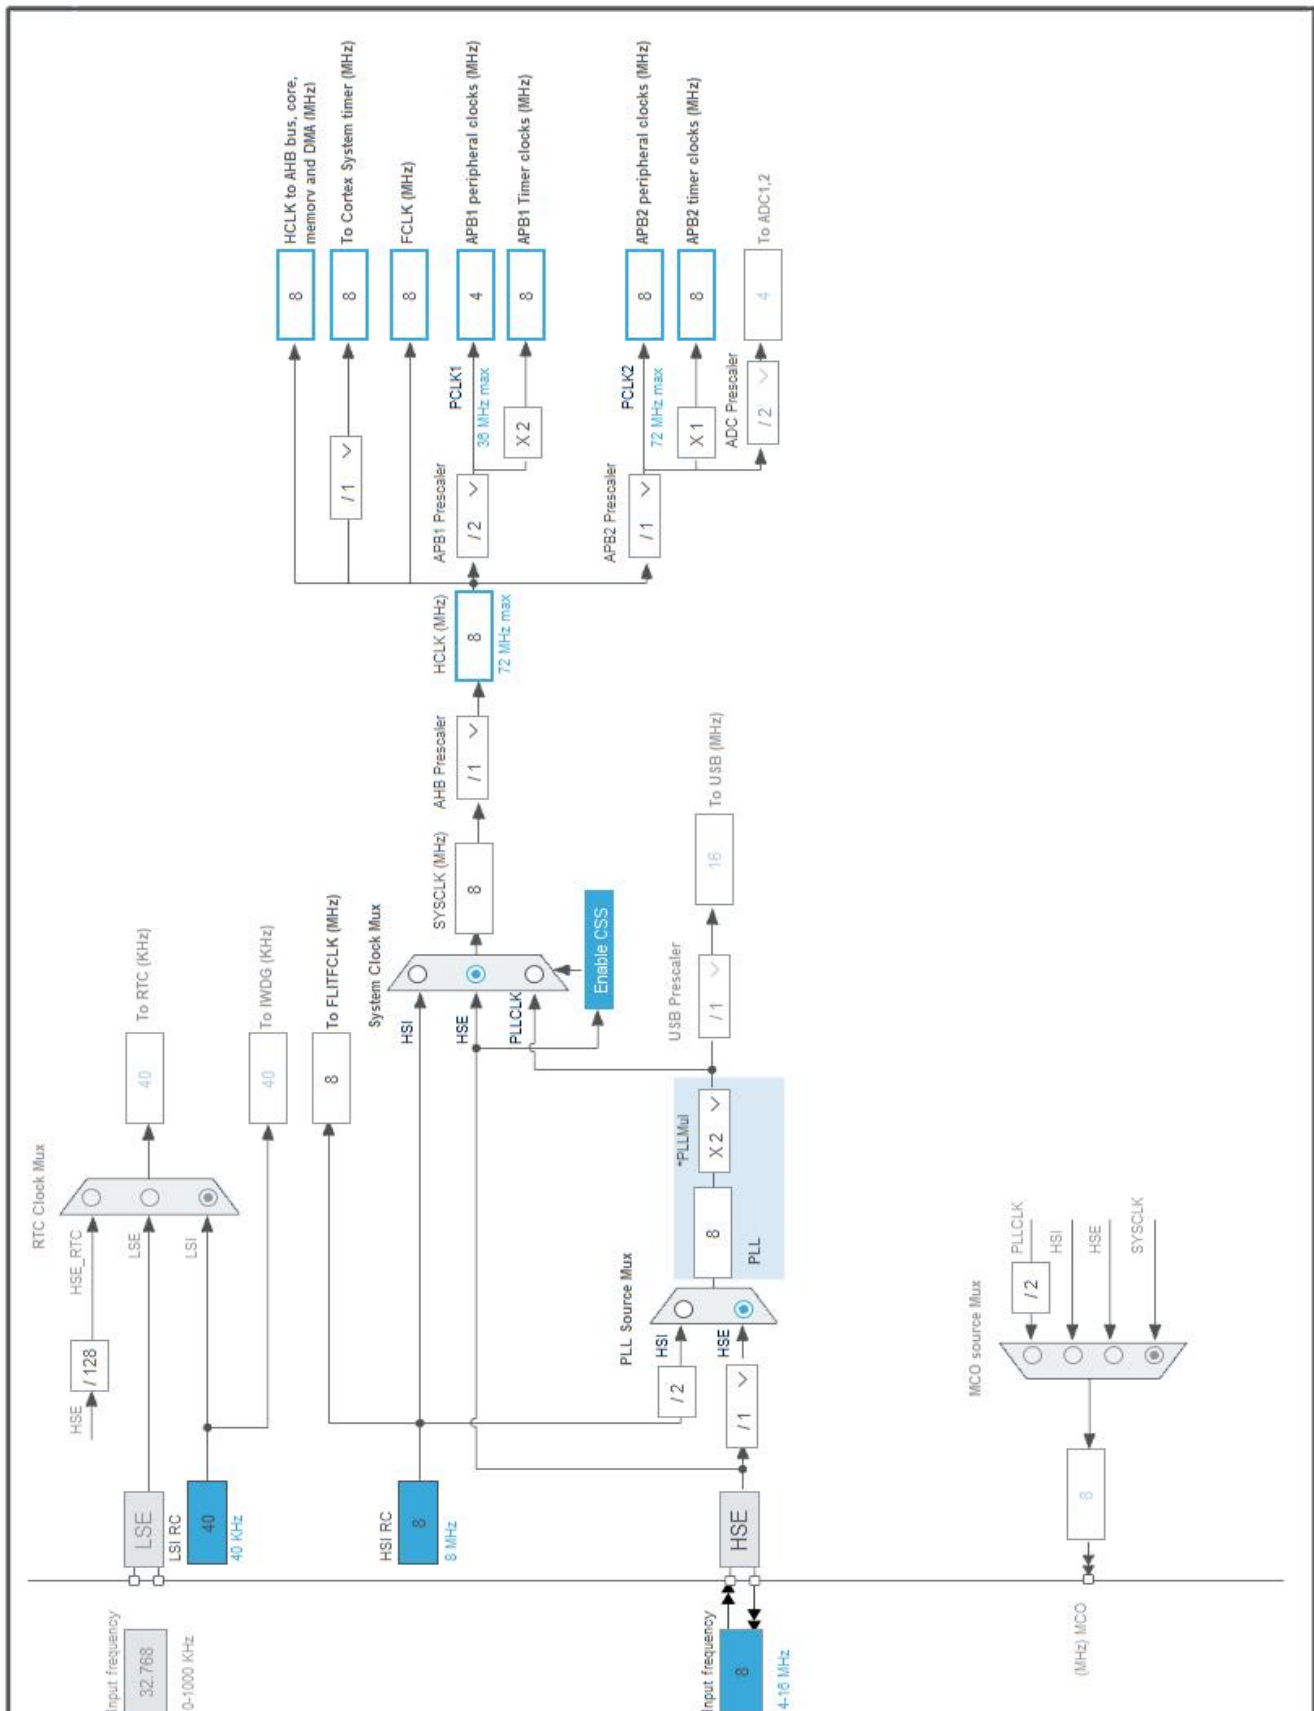 RTC Clock Mux
HSE
/ 128
HSE_RTC
LSE
LSI
40
To RTC (KHz)
40
To IWDG (KHz)
Input frequency
32.768
0-1000 KHz
LSE
LSI RC
40
40 KHz
8
To FLITFCLK (MHz)
HSI RC
8
8 MHz
System Clock Mux
HSI
HSE
PLLCLK
Enable CSS
SYSCLK (MHz)
8
AHB Prescaler
/ 1
HCLK (MHz)
8
72 MHz max
8
HCLK to AHB bus, core,
memory and DMA (MHz)
/ 1
8
To Cortex System timer (MHz)
8
FCLK (MHz)
APB1 Prescaler
/ 2
PCLK1
36 MHz max
4
APB1 peripheral clocks (MHz)
X 2
8
APB1 Timer clocks (MHz)
APB2 Prescaler
/ 1
PCLK2
72 MHz max
8
APB2 peripheral clocks (MHz)
X 1
8
APB2 timer clocks (MHz)
ADC Prescaler
/ 2
4
To ADC1,2
Input frequency
8
4-16 MHz
HSE
PLL Source Mux
/ 2
HSI
/ 1
HSE
8
PLL
*PLLMul
X 2
USB Prescaler
/ 1
16
To USB (MHz)
(MHz) MCO
8
MCO source Mux
/ 2
PLLCLK
HSI
HSE
SYSCLK